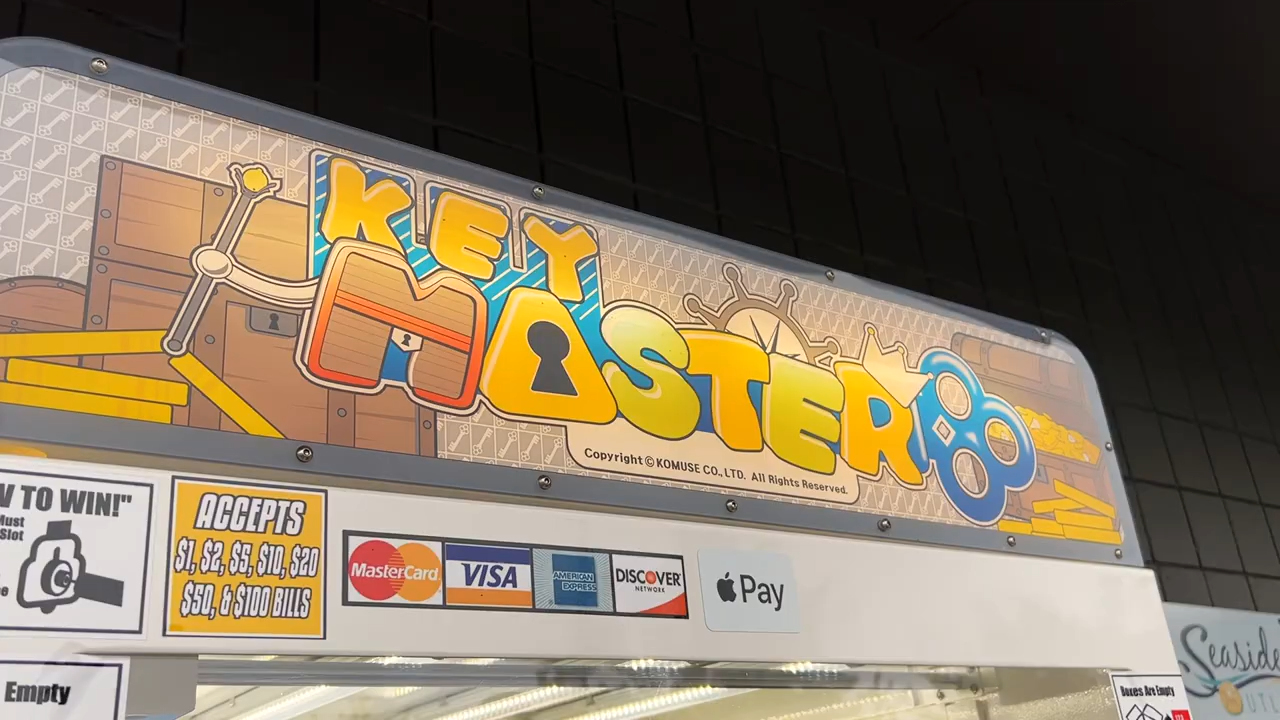 KEY
MASTER
Copyright © KOMUSE CO., LTD. All Rights Reserved.
TO WIN!"
Must
Slot
ACCEPTS
$1, $2, $5, $10, $20
$50, & $100 BILLS
MasterCard
VISA
AMERICAN
EXPRESS
DISCOVER
NETWORK
Pay
Empty
Boxes Are Empty
Seaside